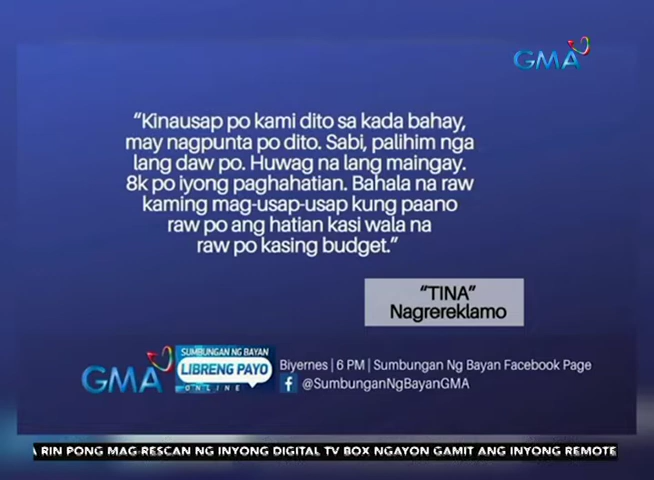 GMA
“Kinausap po kami dito sa kada bahay,
may nagpunta po dito. Sabi, palihim nga
lang daw po. Huwag na lang maingay.
8k po iyong paghahatian. Bahala na raw
kaming mag-usap-usap kung paano
raw po ang hatian kasi wala na
raw po kasing budget.”
“TINA”
Nagrereklamo
GMA
SUMBUNGAN NG BAYAN
LIBRENG PAYO
ONLINE
Biyernes | 6 PM | Sumbungan Ng Bayan Facebook Page
f @SumbunganNgBayanGMA
A RIN PONG MAG-RESCAN NG INYONG DIGITAL TV BOX NGAYON GAMIT ANG INYONG REMOTE